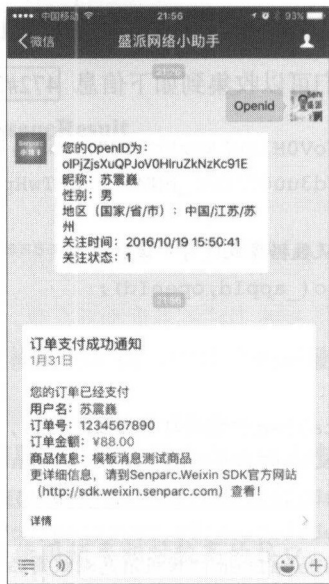 中国移动 21:56 93%
微信 盛派网络小助手
Openid
您的OpenID为：
olPjZjsXuQPJoV0HlruZkNzKc91E
昵称：苏震巍
性别：男
地区（国家/省/市）：中国/江苏/苏
州
关注时间：2016/10/19 15:50:41
关注状态：1
订单支付成功通知
1月31日
您的订单已经支付
用户名：苏震巍
订单号：1234567890
订单金额：¥88.00
商品信息：模板消息测试商品
更详细信息，请到Senparc.Weixin SDK官方网站
（http://sdk.weixin.senparc.com）查看！
详情